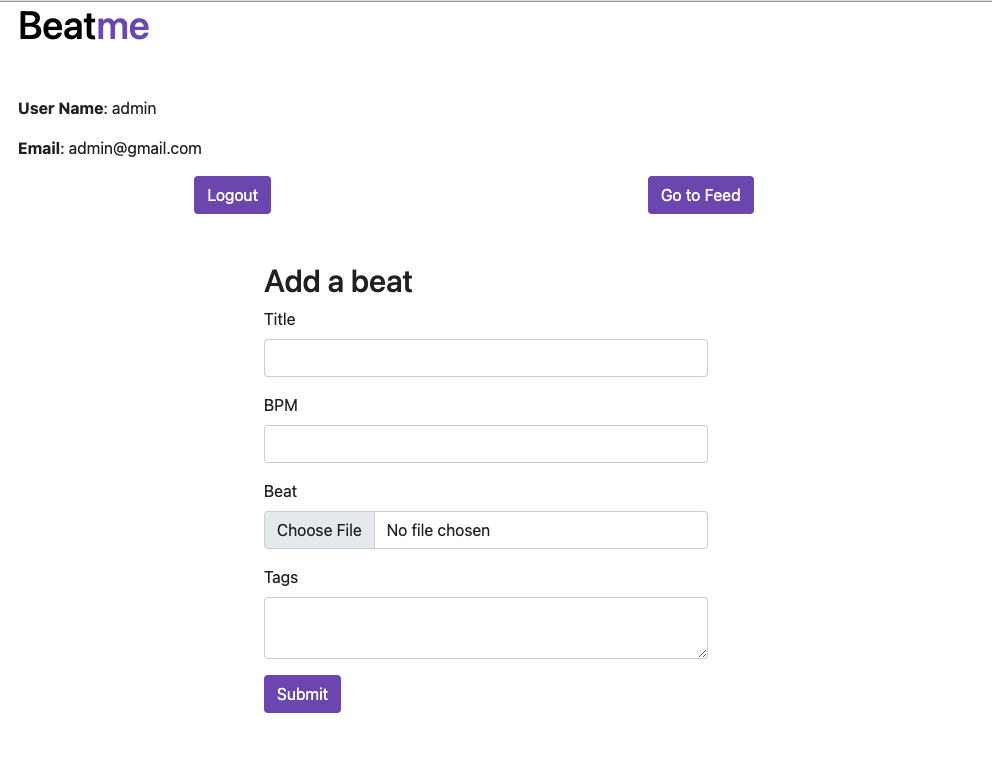 Beatme
User Name: admin
Email: admin@gmail.com
Logout
Go to Feed
Add a beat
Title
BPM
Beat
Choose File No file chosen
Tags
Submit